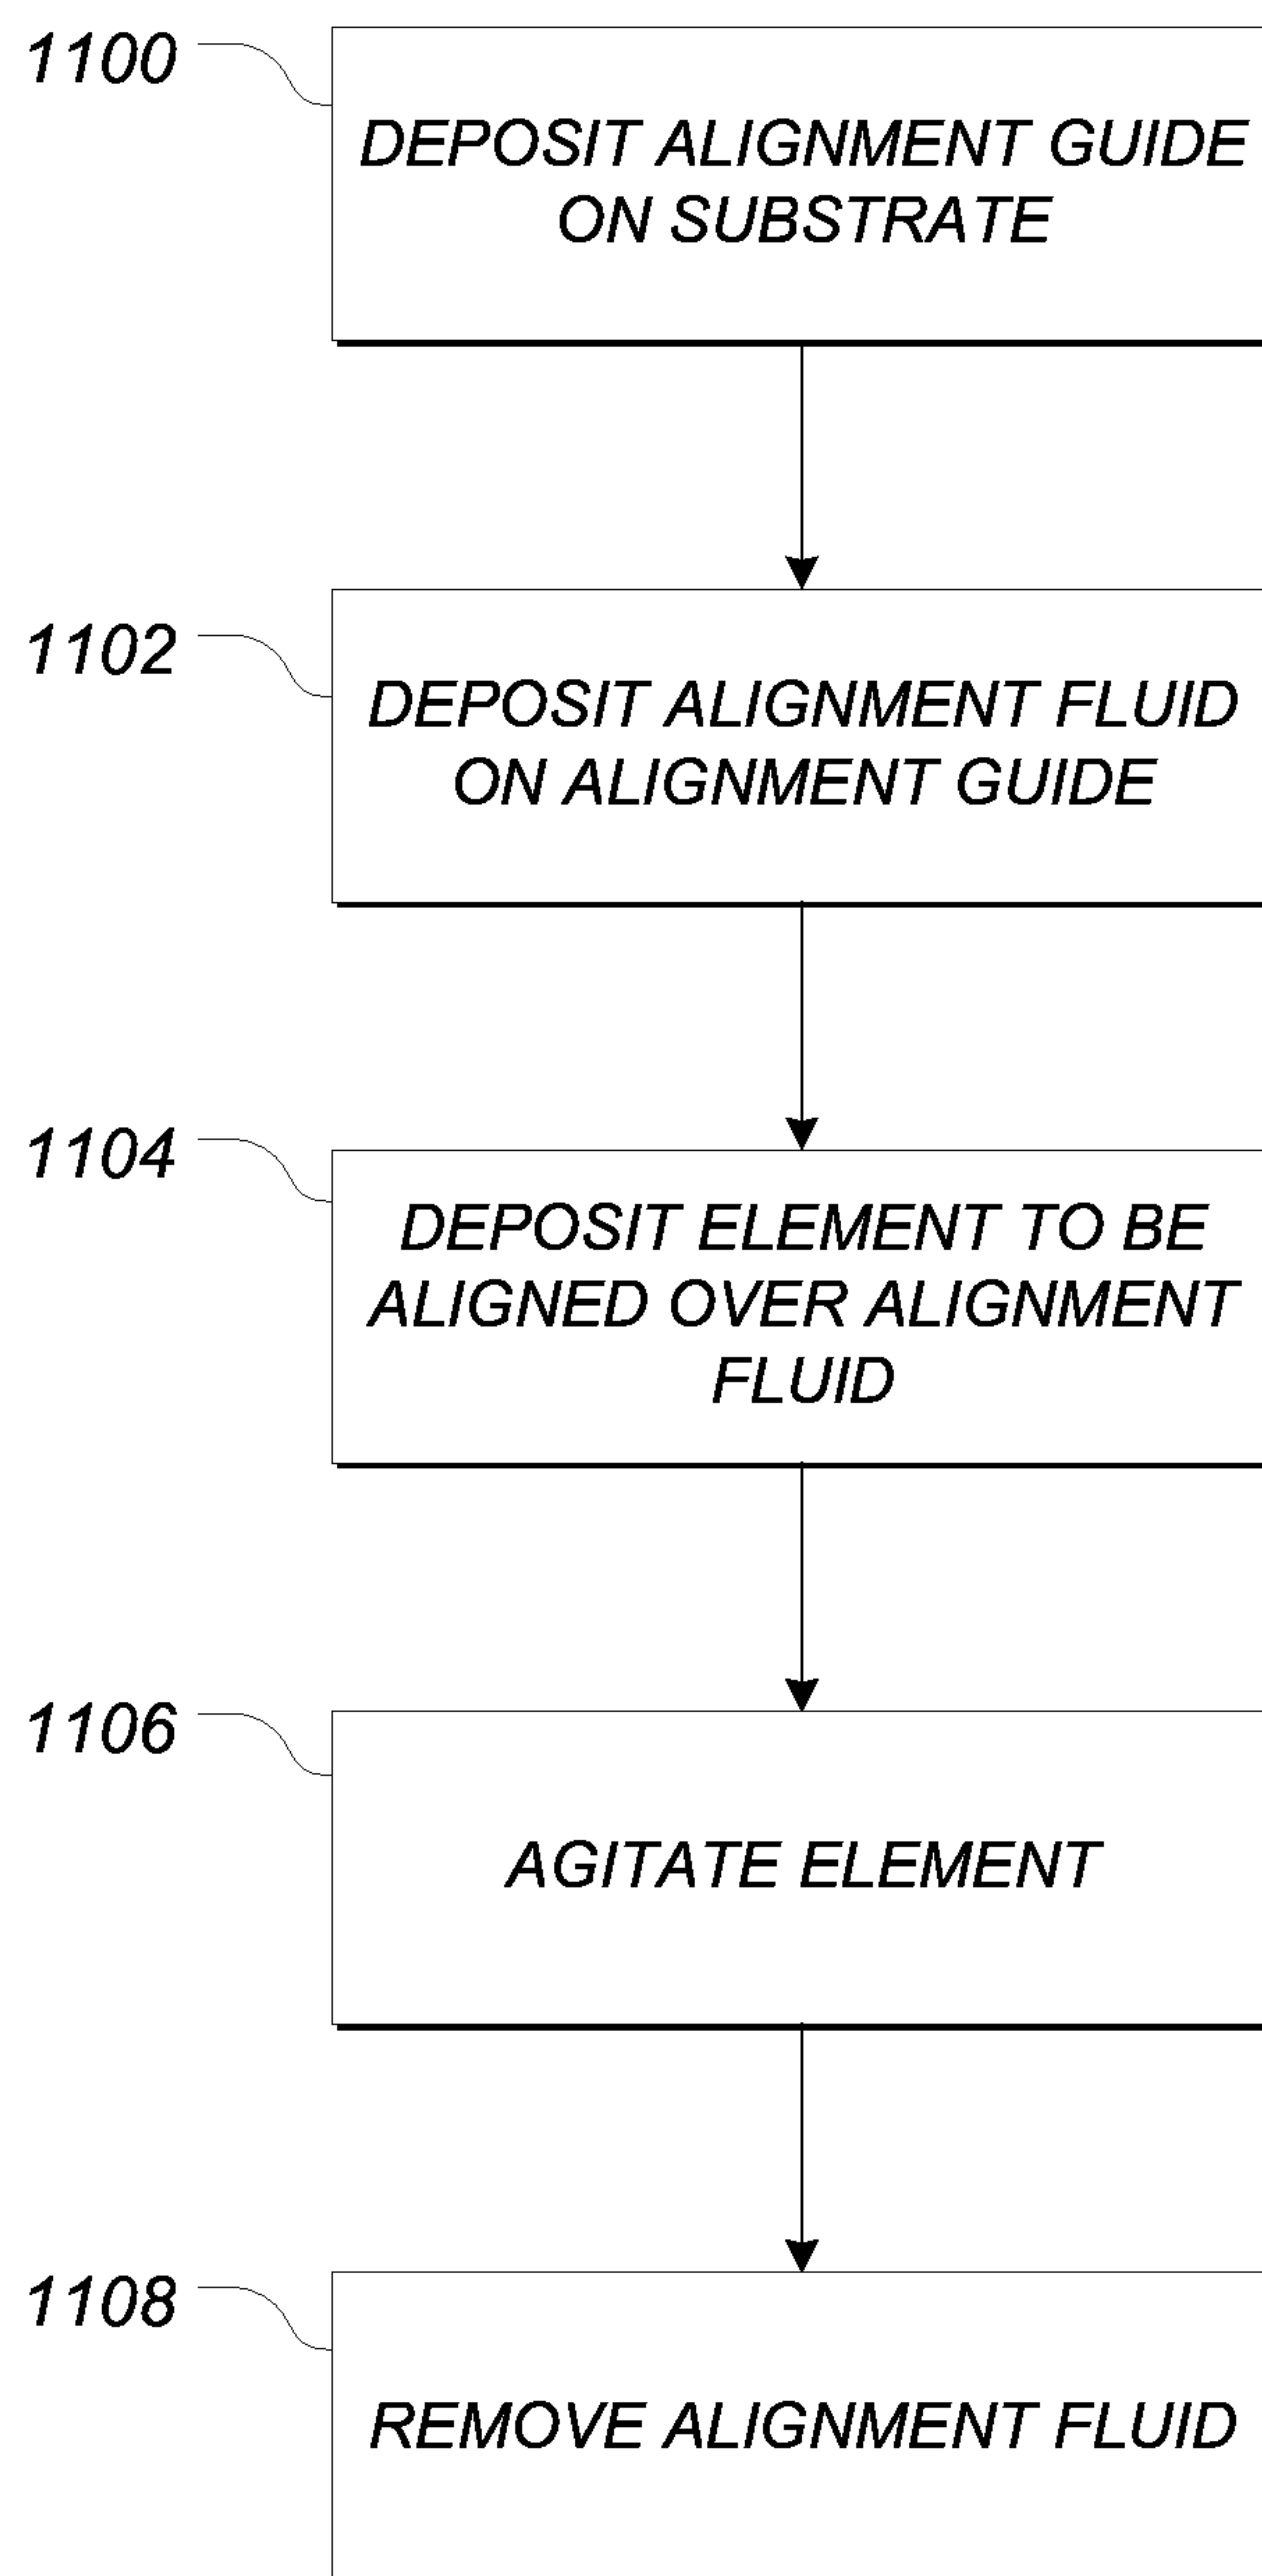 1100
DEPOSIT ALIGNMENT GUIDE
ON SUBSTRATE
1102
DEPOSIT ALIGNMENT FLUID
ON ALIGNMENT GUIDE
1104
DEPOSIT ELEMENT TO BE
ALIGNED OVER ALIGNMENT
FLUID
1106
AGITATE ELEMENT
1108
REMOVE ALIGNMENT FLUID